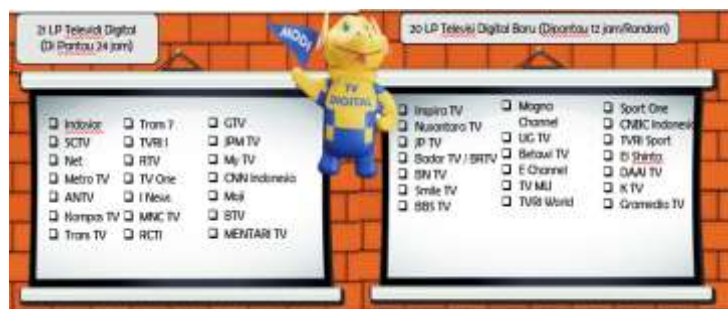 21 LP Televidi Digital
(Di Pantau 24 jam)
Indosiar
SCTV
Net
Metro TV
ANTV
Kompas TV
Trans TV
Trans 7
TVRI 1
RTV
TV One
I News
MNC TV
RCTI
GTV
JPM TV
My TV
CNN Indonesia
Moji
BTV
MENTARI TV
MODI
TV
DIGITAL
20 LP Televisi Digital Baru (Dipantau 12 jam/Random)
Inspira TV
Nusantara TV
JP TV
Badar TV / BRTV
BN TV
Smile TV
BBS TV
Magna
Channel
UG TV
Betawi TV
E Channel
TV MU
TVRI World
Sport One
CNBC Indonesia
TVRI Sport
El Shinta
DAAI TV
K TV
Gramedia TV